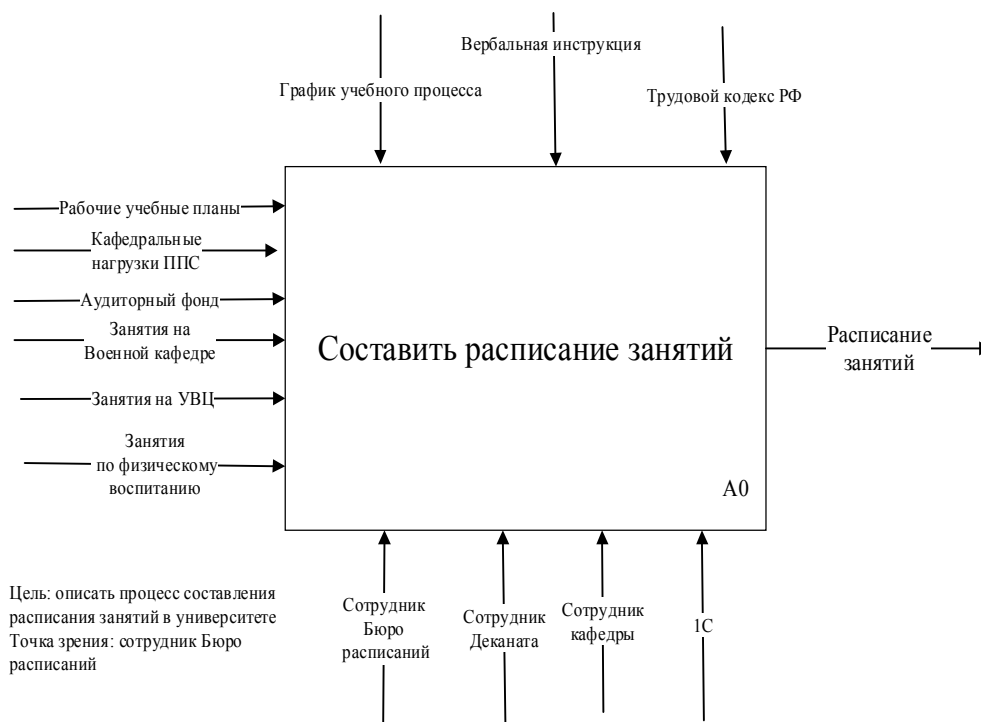 Вербальная инструкция
График учебного процесса
Трудовой кодекс РФ
Рабочие учебные планы
Кафедральные
нагрузки ППС
Аудиторный фонд
Занятия на
Военной кафедре
Занятия на УВЦ
Занятия
по физическому
воспитанию
Составить расписание занятий
A0
Расписание
занятий
Цель: описать процесс составления
расписания занятий в университете
Точка зрения: сотрудник Бюро
расписаний
Сотрудник
Бюро
расписаний
Сотрудник
Деканата
Сотрудник
кафедры
1С